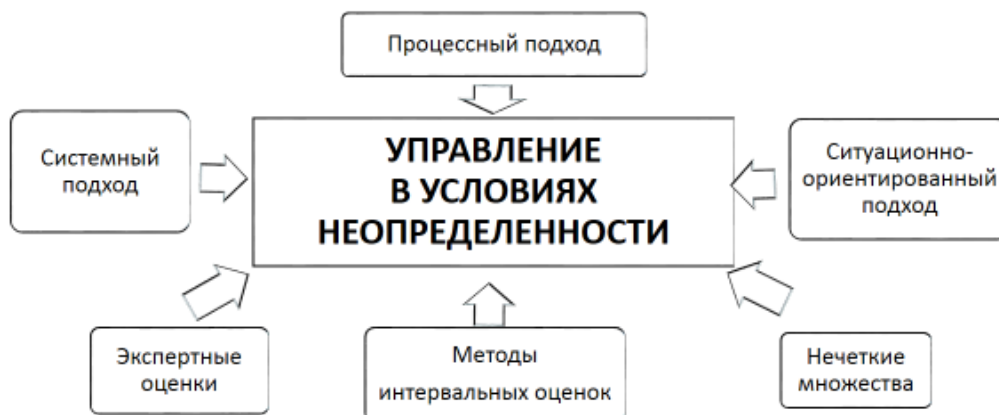 Процессный подход
Системный
подход
УПРАВЛЕНИЕ
В УСЛОВИЯХ
НЕОПРЕДЕЛЕННОСТИ
Ситуационно-
ориентированный
подход
Экспертные
оценки
Методы
интервальных оценок
Нечеткие
множества